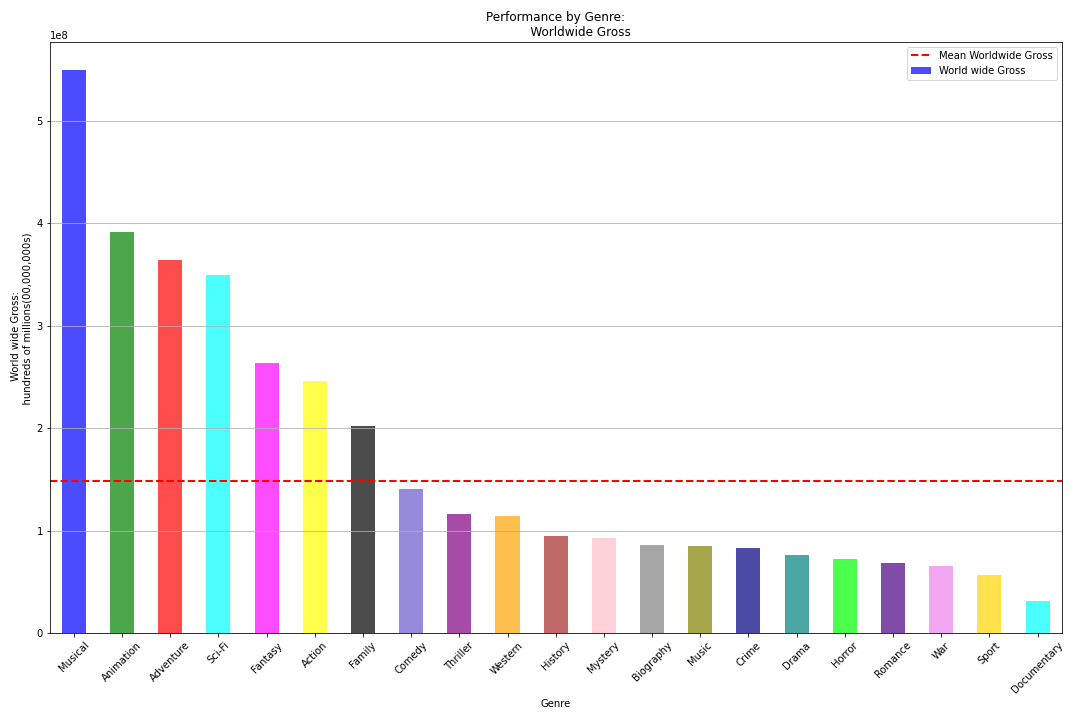 Performance by Genre:
Worldwide Gross
1e8
Mean Worldwide Gross
World wide Gross
World wide Gross:
hundreds of millions(00,000,000s)
5
4
3
2
1
0
Musical
Animation
Adventure
Sci-Fi
Fantasy
Action
Family
Comedy
Thriller
Western
History
Mystery
Biography
Music
Crime
Drama
Horror
Romance
War
Sport
Documentary
Genre